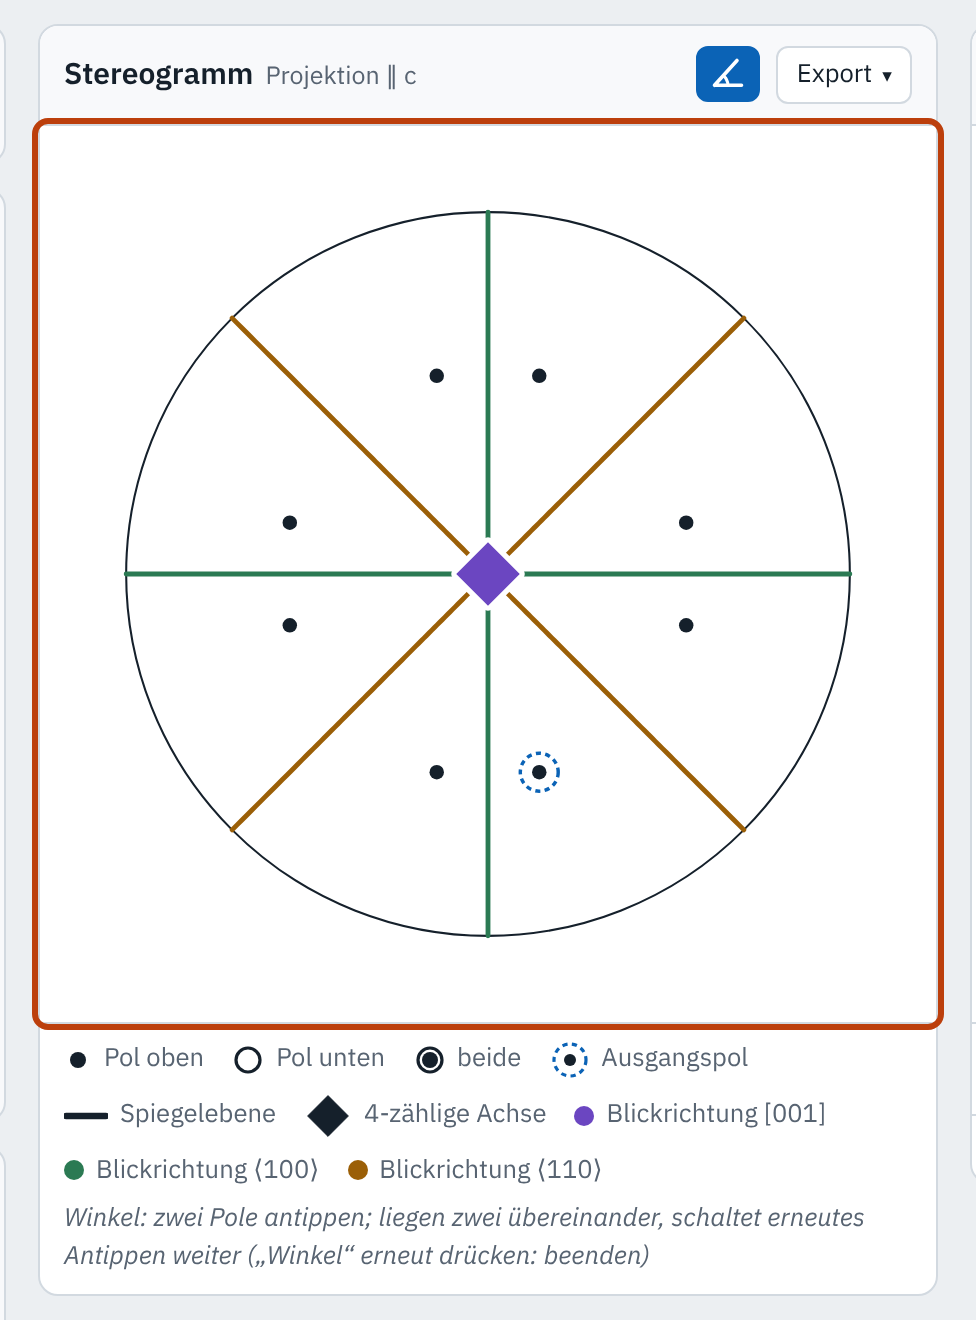 Stereogramm Projektion ∥ c
Export ▾
Pol oben Pol unten beide Ausgangspol
Spiegelebene 4-zählige Achse Blickrichtung [001]
Blickrichtung ⟨100⟩ Blickrichtung ⟨110⟩
Winkel: zwei Pole antippen; liegen zwei übereinander, schaltet erneutes
Antippen weiter („Winkel“ erneut drücken: beenden)